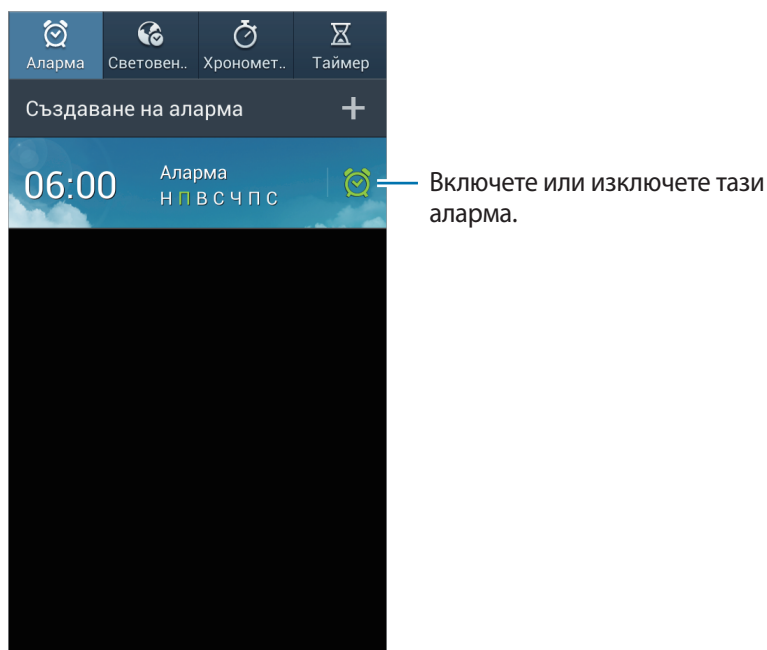 Аларма Световен.. Хрономет.. Таймер
Създаване на аларма
06:00 Аларма
Н П В С Ч П С
Включете или изключете тази
аларма.